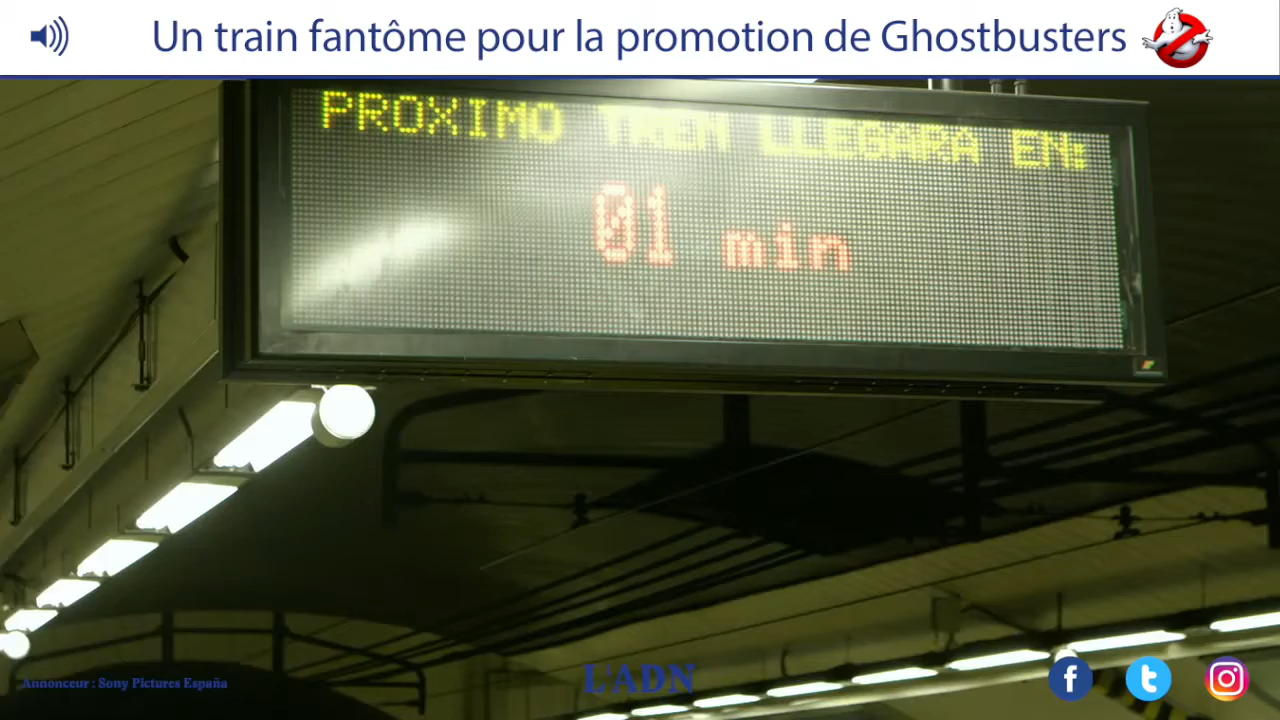 Un train fantôme pour la promotion de Ghostbusters
PROXIMO TREN LLEGARA EN:
01 min
L'ADN
Annonceur : Sony Pictures España